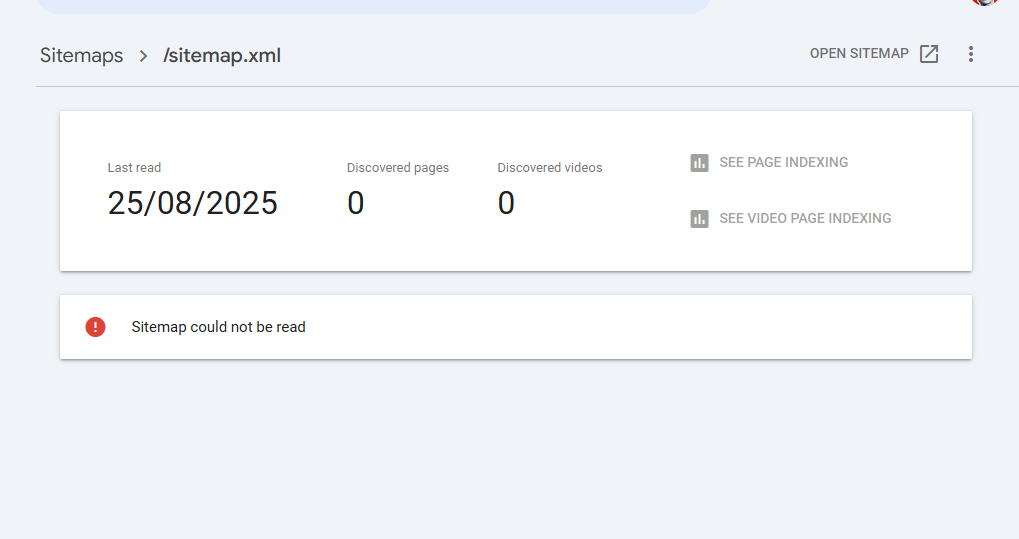 Sitemaps > /sitemap.xml
OPEN SITEMAP
Last read
25/08/2025
Discovered pages
0
Discovered videos
0
SEE PAGE INDEXING
SEE VIDEO PAGE INDEXING
Sitemap could not be read